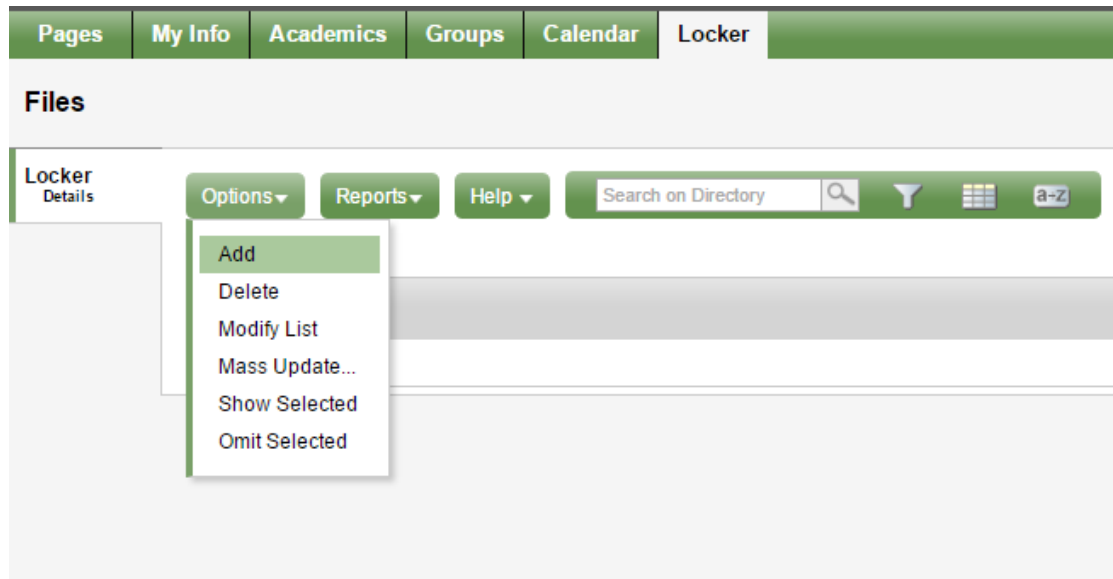 Pages My Info Academics Groups Calendar Locker
Files
Locker
Details
Options Reports Help Search on Directory a-z
Add
Delete
Modify List
Mass Update...
Show Selected
Omit Selected